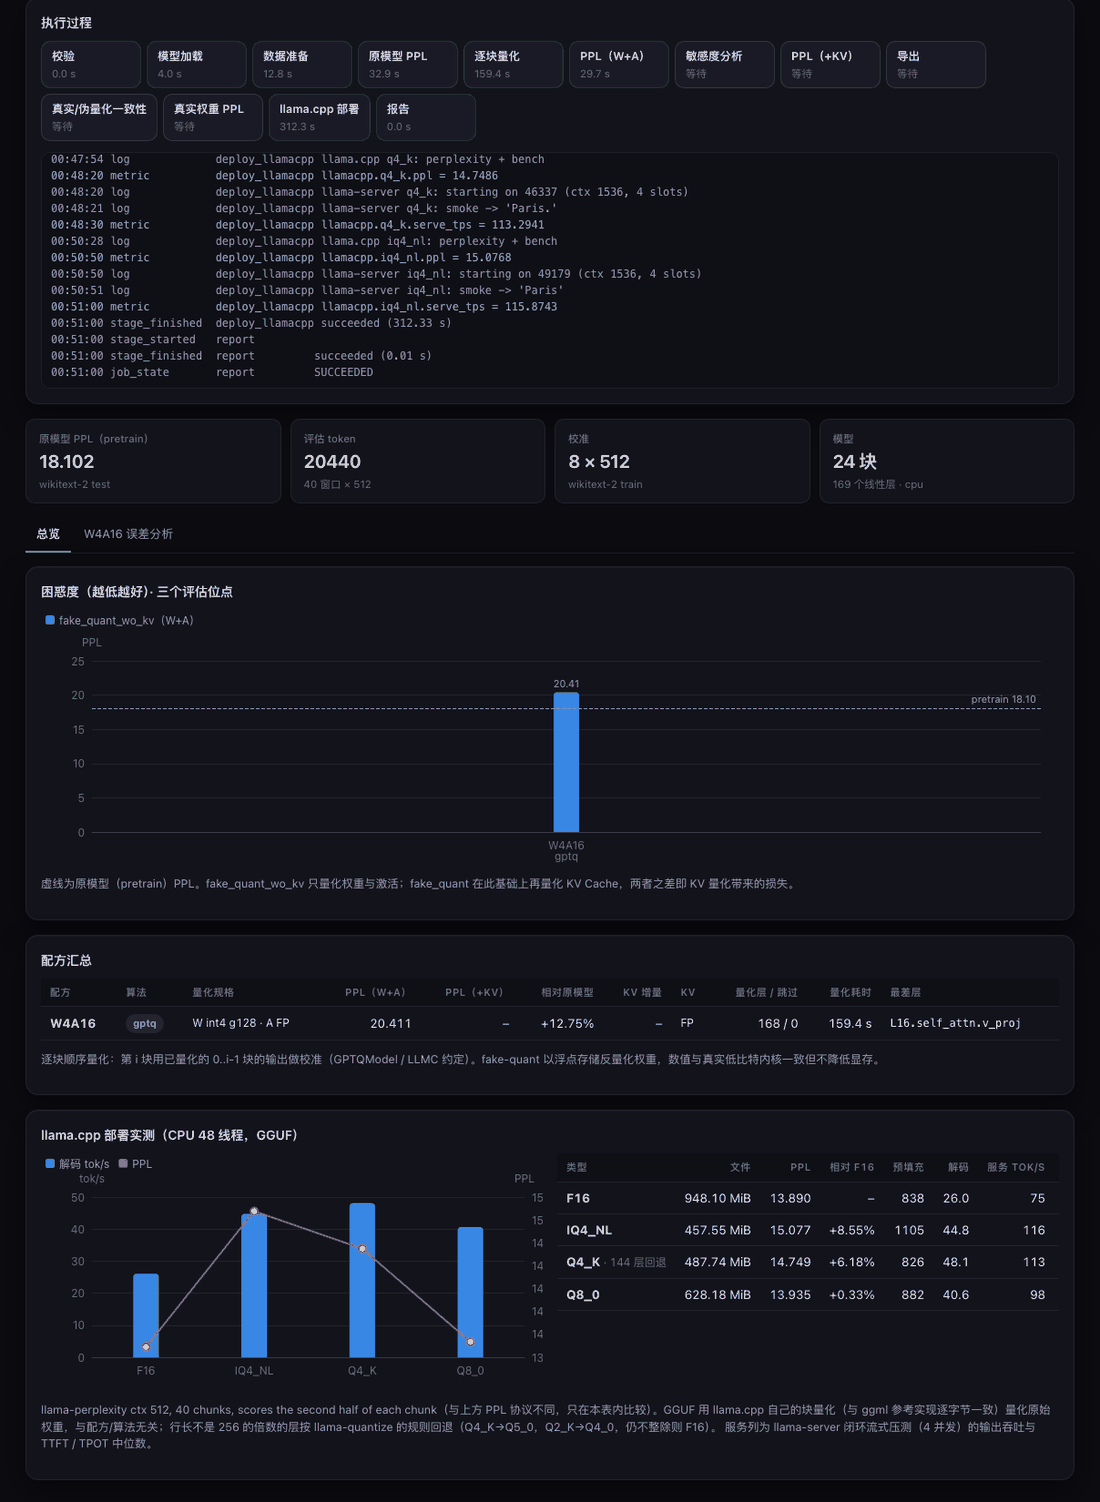 执行过程
校验 模型加载 数据准备 原模型 PPL 逐块量化 PPL（W+A） 敏感度分析 PPL（+KV） 导出
0.0 s 4.0 s 12.8 s 32.9 s 159.4 s 29.7 s 等待 等待 等待
真实/伪量化一致性 真实权重 PPL llama.cpp 部署 报告
等待 等待 312.3 s 0.0 s
00:47:54 log deploy_llamacpp llama.cpp q4_k: perplexity + bench
00:48:20 metric deploy_llamacpp llamacpp.q4_k.ppl = 14.7486
00:48:20 log deploy_llamacpp llama-server q4_k: starting on 46337 (ctx 1536, 4 slots)
00:48:21 log deploy_llamacpp llama-server q4_k: smoke -> 'Paris.'
00:48:30 metric deploy_llamacpp llamacpp.q4_k.serve_tps = 113.2941
00:50:28 log deploy_llamacpp llama.cpp iq4_nl: perplexity + bench
00:50:50 metric deploy_llamacpp llamacpp.iq4_nl.ppl = 15.0768
00:50:50 log deploy_llamacpp llama-server iq4_nl: starting on 49179 (ctx 1536, 4 slots)
00:50:51 log deploy_llamacpp llama-server iq4_nl: smoke -> 'Paris'
00:51:00 metric deploy_llamacpp llamacpp.iq4_nl.serve_tps = 115.8743
00:51:00 stage_finished deploy_llamacpp succeeded (312.33 s)
00:51:00 stage_started report
00:51:00 stage_finished report succeeded (0.01 s)
00:51:00 job_state report SUCCEEDED
原模型 PPL（pretrain） 评估 token 校准 模型
18.102 20440 8 × 512 24 块
wikitext-2 test 40 窗口 × 512 wikitext-2 train 169 个线性层 · cpu
总览 W4A16 误差分析
困惑度（越低越好）· 三个评估位点
fake_quant_wo_kv（W+A）
PPL
25
20.41
20
pretrain 18.10
15
10
5
0
W4A16
gptq
虚线为原模型（pretrain）PPL。fake_quant_wo_kv 只量化权重与激活；fake_quant 在此基础上再量化 KV Cache，两者之差即 KV 量化带来的损失。
配方汇总
配方 算法 量化规格 PPL（W+A） PPL（+KV） 相对原模型 KV 增量 KV 量化层 / 跳过 量化耗时 最差层
W4A16 gptq W int4 g128 · A FP 20.411 – +12.75% – FP 168 / 0 159.4 s L16.self_attn.v_proj
逐块顺序量化：第 i 块用已量化的 0..i-1 块的输出做校准（GPTQModel / LLMC 约定）。fake-quant 以浮点存储反量化权重，数值与真实低比特内核一致但不降低显存。
llama.cpp 部署实测（CPU 48 线程，GGUF）
解码 tok/s PPL
tok/s PPL
50 15
40 15
14
30 14
20 14
14
10 14
0 13
F16 IQ4_NL Q4_K Q8_0
类型 文件 PPL 相对 F16 预填充 解码 服务 TOK/S
F16 948.10 MiB 13.890 – 838 26.0 75
IQ4_NL 457.55 MiB 15.077 +8.55% 1105 44.8 116
Q4_K · 144 层回退 487.74 MiB 14.749 +6.18% 826 48.1 113
Q8_0 628.18 MiB 13.935 +0.33% 882 40.6 98
llama-perplexity ctx 512, 40 chunks, scores the second half of each chunk（与上方 PPL 协议不同，只在本表内比较）。GGUF 用 llama.cpp 自己的块量化（与 ggml 参考实现逐字节一致）量化原始
权重，与配方/算法无关；行长不是 256 的倍数的层按 llama-quantize 的规则回退（Q4_K→Q5_0，Q2_K→Q4_0，仍不整除则 F16）。 服务列为 llama-server 闭环流式压测（4 并发）的输出吞吐与
TTFT / TPOT 中位数。